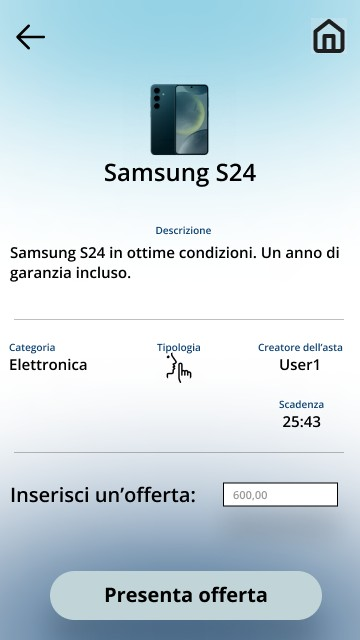 Samsung S24
Descrizione
Samsung S24 in ottime condizioni. Un anno di
garanzia incluso.
Categoria
Elettronica
Tipologia
Creatore dell’asta
User1
Scadenza
25:43
Inserisci un’offerta:
600,00
Presenta offerta